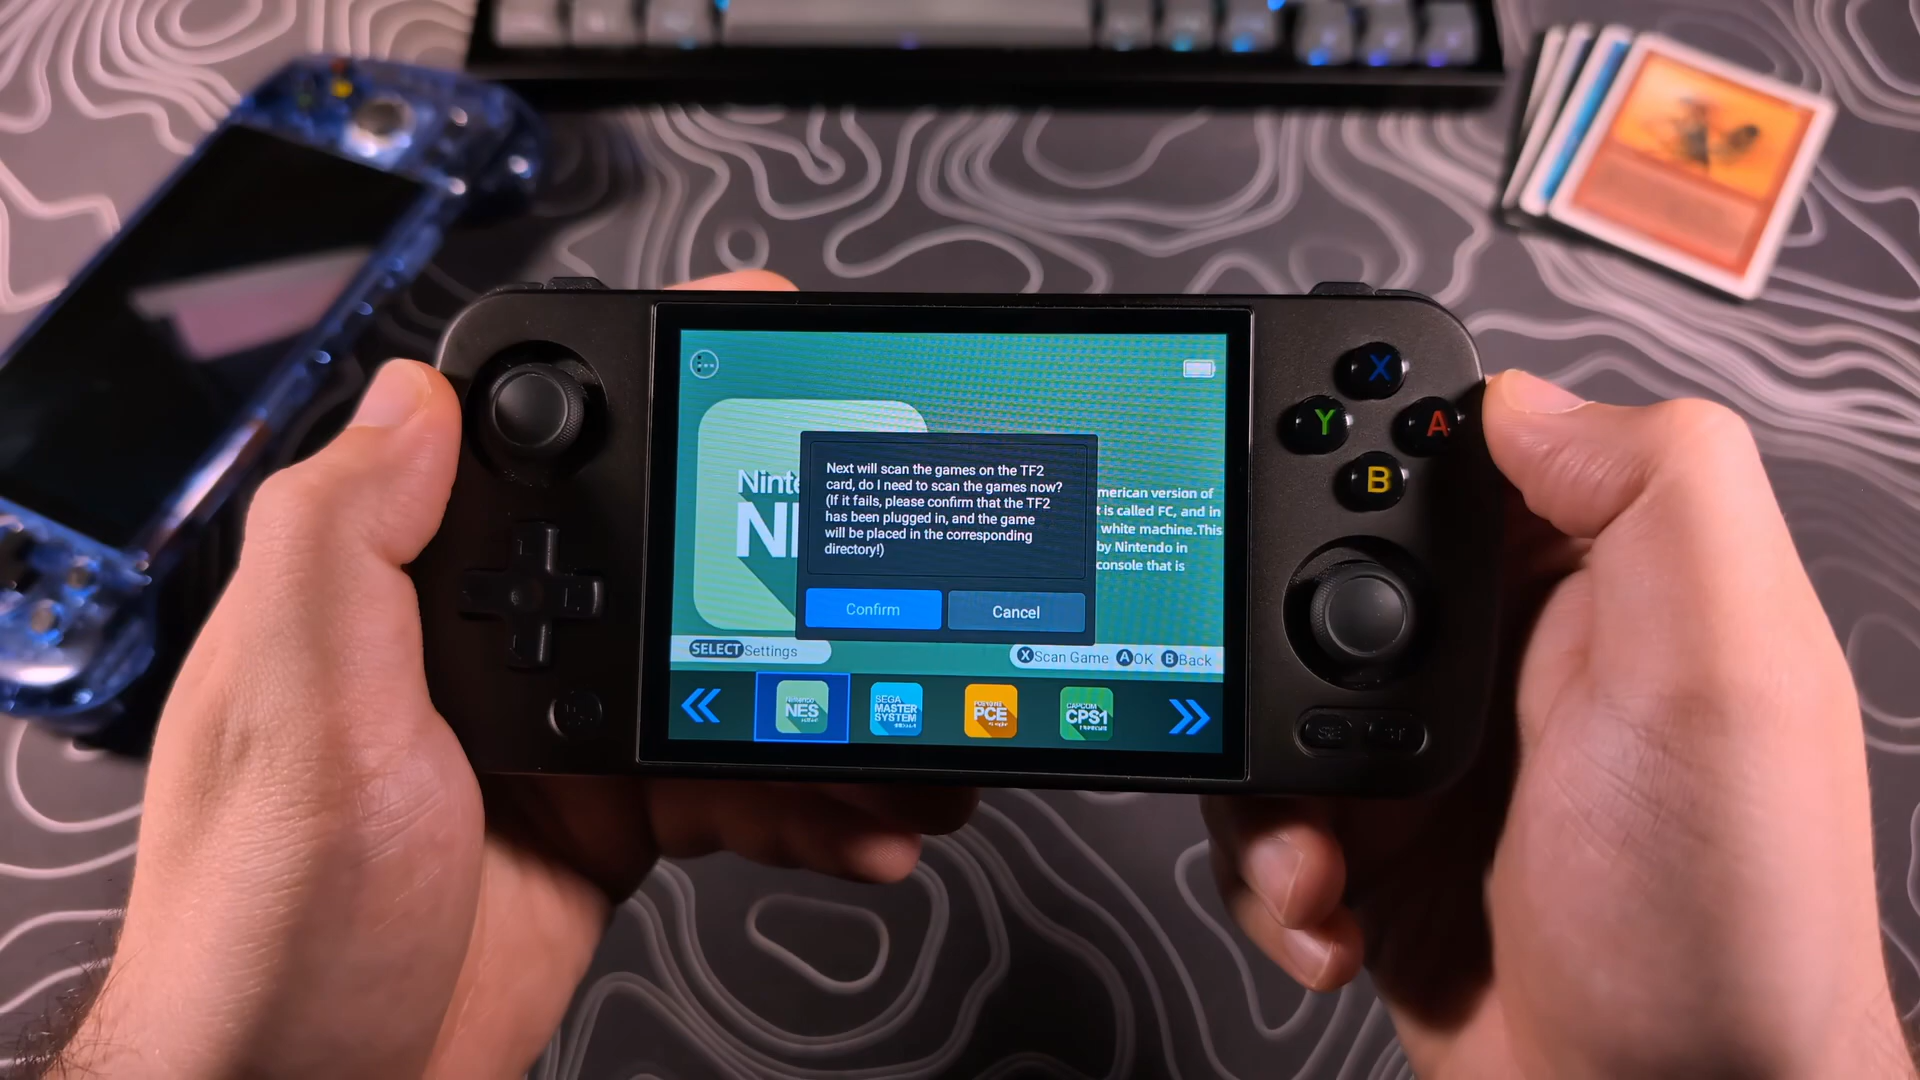 Ninte
N
Next will scan the games on the TF2
card, do I need to scan the games now?
(If it fails, please confirm that the TF2
has been plugged in, and the game
will be placed in the corresponding
directory!)
Confirm
Cancel
merican version of
t is called FC, and in
white machine.This
by Nintendo in
console that is
SELECT Settings
X Scan Game A OK B Back
Nintendo
NES
SEGA
MASTER
SYSTEM
PCE
CAPCOM
CPS1
X
Y
A
B
SE
ST